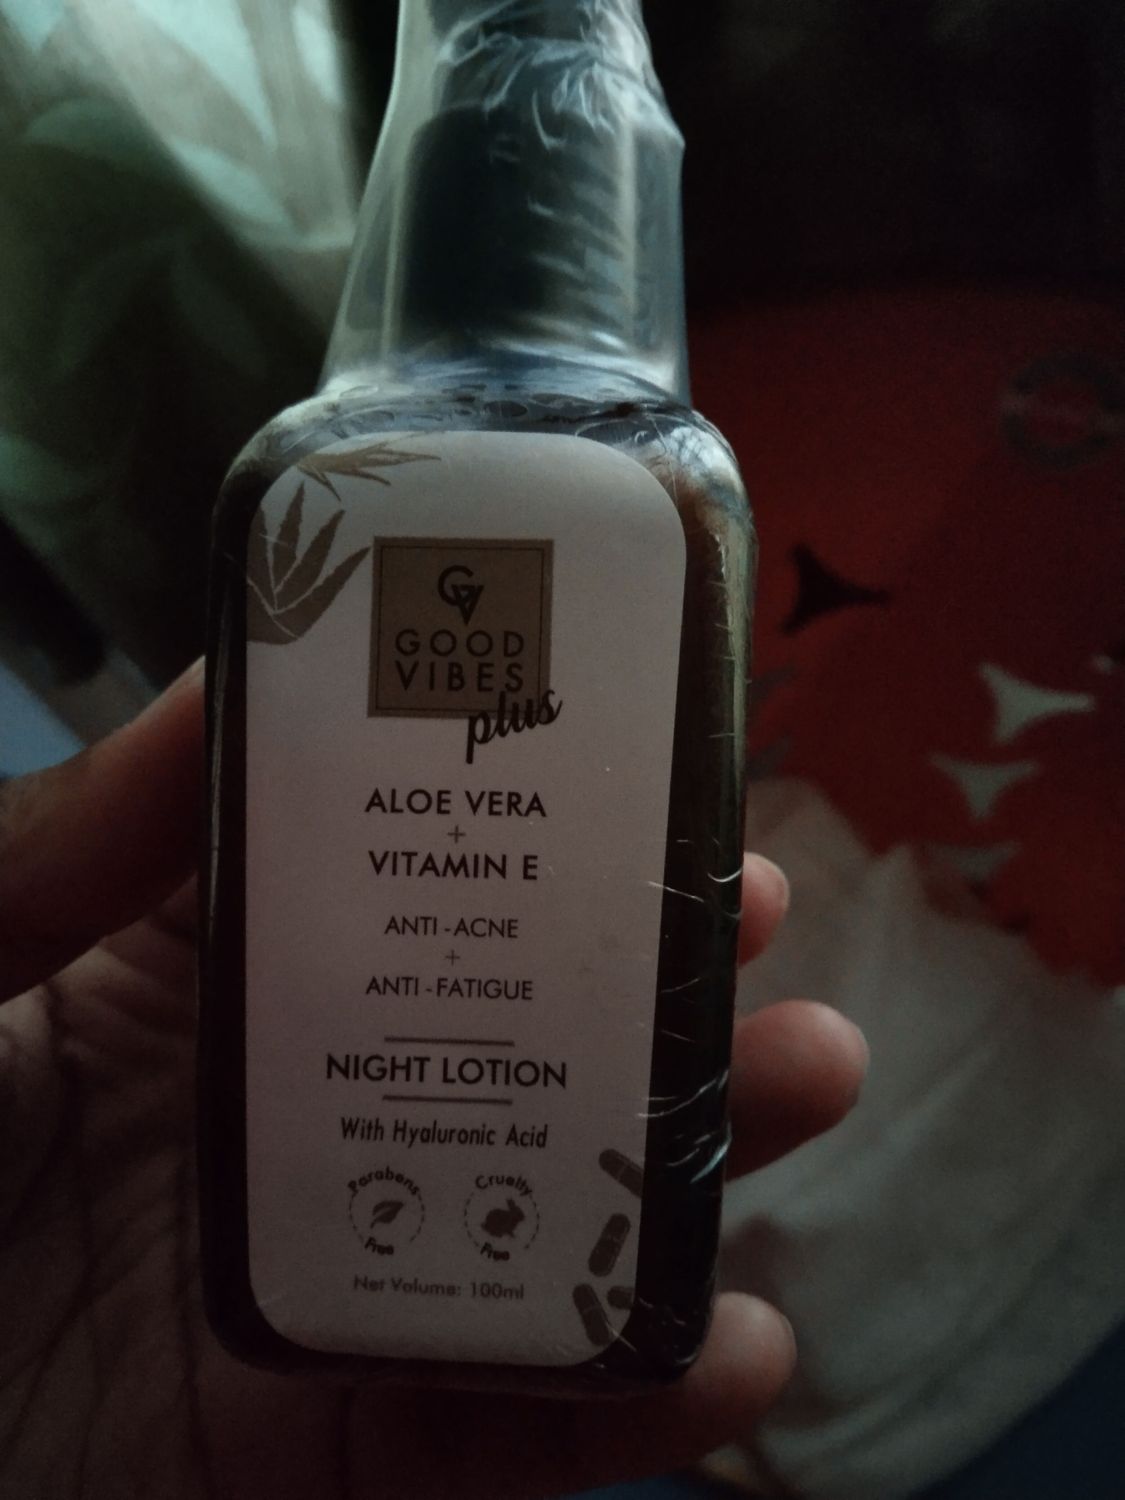 GV
GOOD
VIBES
plus
ALOE VERA
+
VITAMIN E
ANTI-ACNE
+
ANTI-FATIGUE
NIGHT LOTION
With Hyaluronic Acid
Parabens Free
Cruelty Free
Net Volume: 100ml